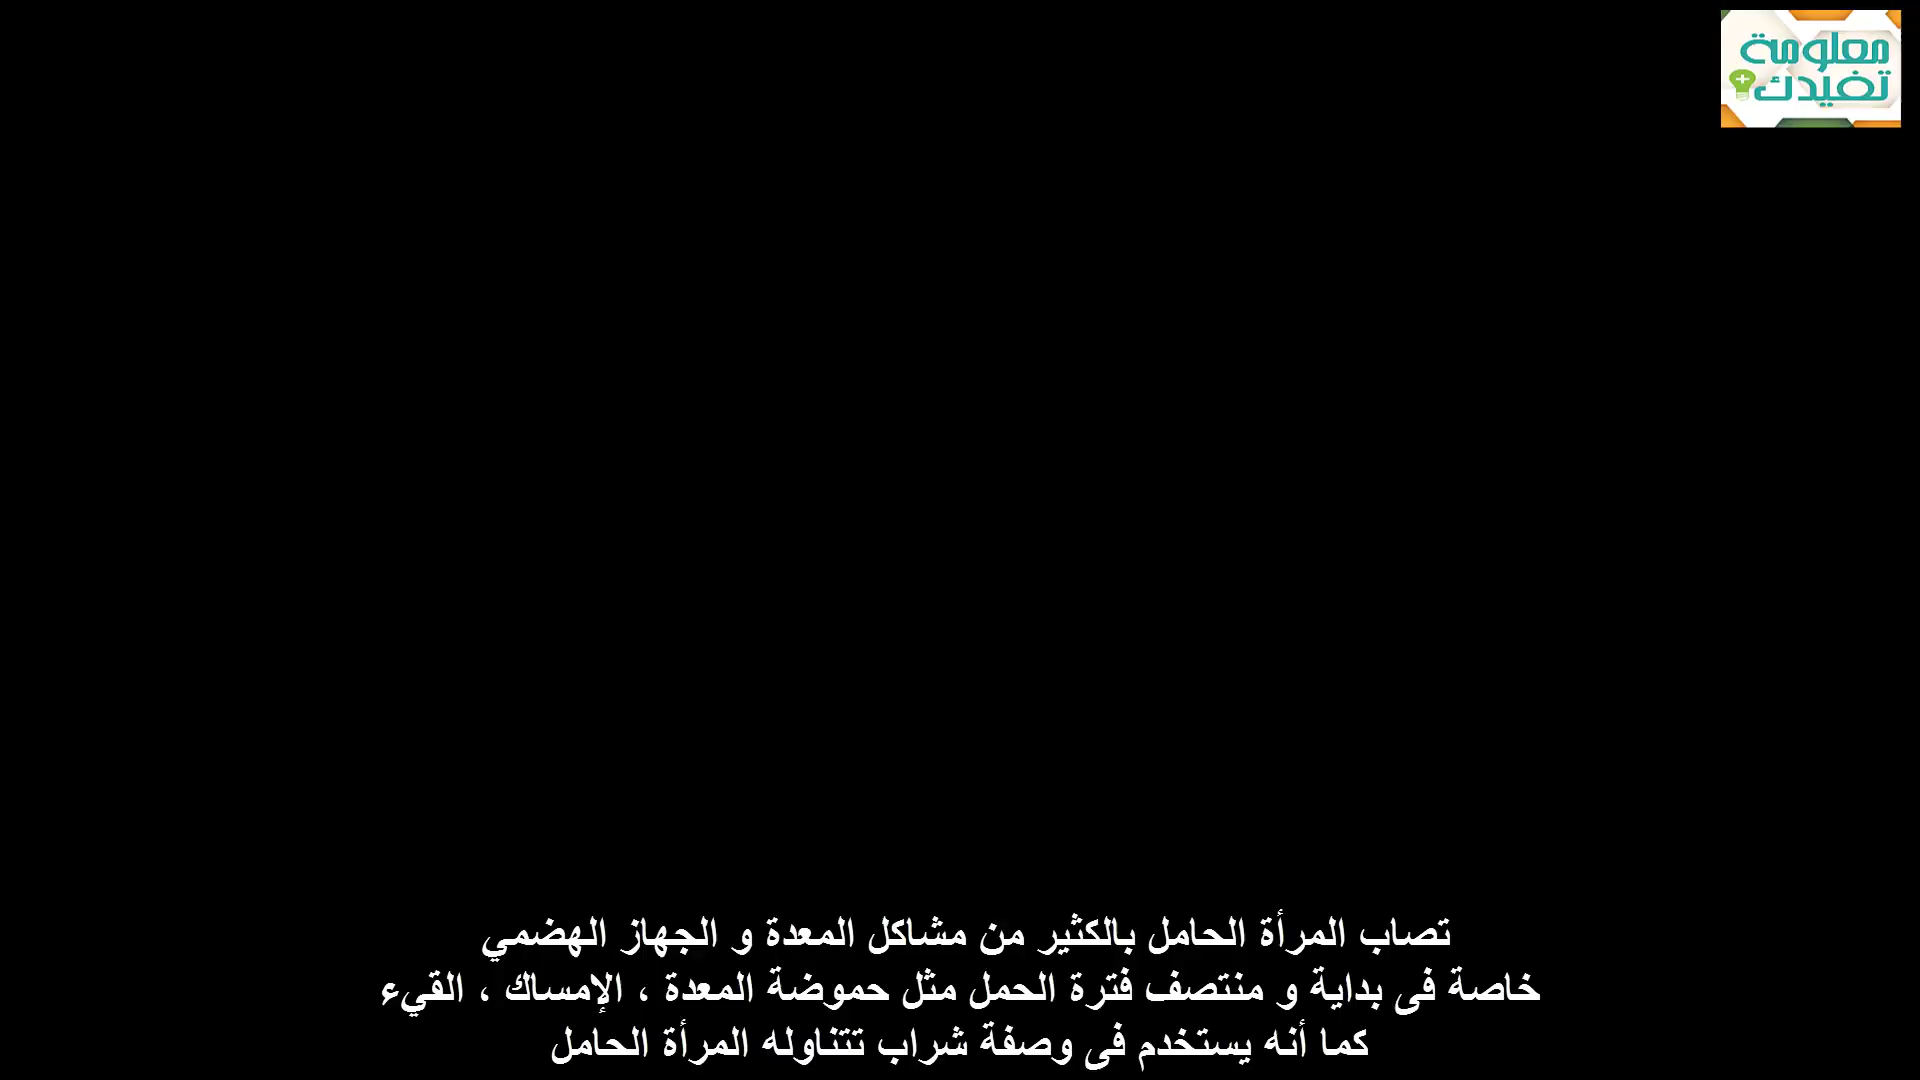 معلومة
تفيدك
تصاب المرأة الحامل بالكثير من مشاكل المعدة و الجهاز الهضمي
خاصة فى بداية و منتصف فترة الحمل مثل حموضة المعدة ، الإمساك ، القيء
كما أنه يستخدم فى وصفة شراب تتناوله المرأة الحامل